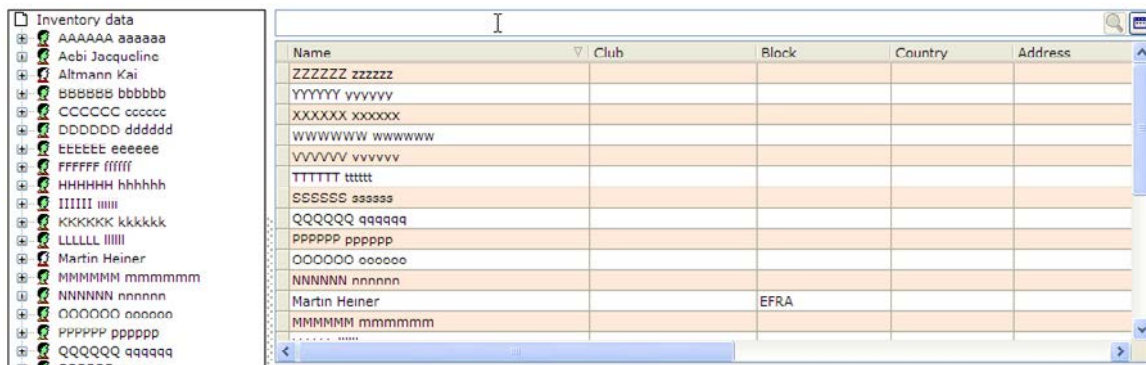 Inventory data
AAAAAA aaaaaa
Aebi Jacqueline
Altmann Kai
BBBBBB bbbbbb
CCCCCC cccccc
DDDDDD dddddd
EEEEEE eeeeee
FFFFFF ffffff
HHHHHH hhhhhh
IIIIII iiiiii
KKKKKK kkkkkk
LLLLLL llllll
Martin Heiner
MMMMMM mmmmmm
NNNNNN nnnnnn
OOOOOO oooooo
PPPPPP pppppp
QQQQQQ qqqqqq
Name Club Block Country Address
ZZZZZZ zzzzzz
YYYYYY yyyyyy
XXXXXX xxxxxx
WWWWWW wwwwww
VVVVVV vvvvvv
TTTTTT tttttt
SSSSSS ssssss
QQQQQQ qqqqqq
PPPPPP pppppp
OOOOOO oooooo
NNNNNN nnnnnn
Martin Heiner EFRA
MMMMMM mmmmmm